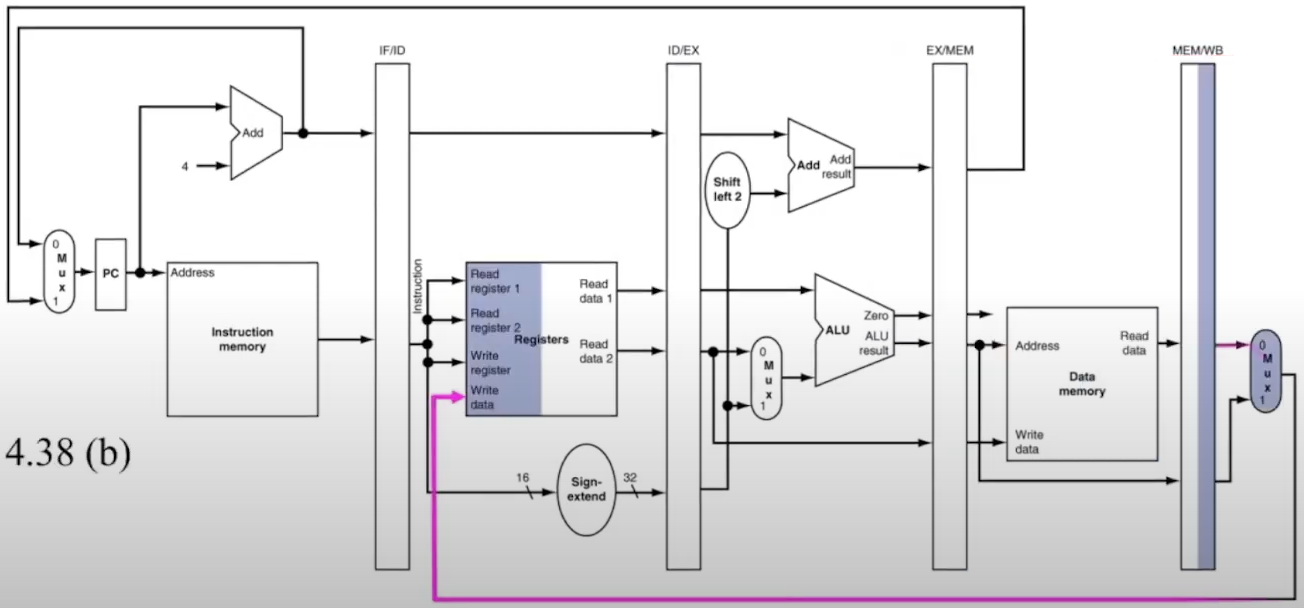 IF/ID
ID/EX
EX/MEM
MEM/WB
Add
4
Add
Add
result
Shift
left 2
0
M
u
x
1
PC
Address
Instruction
memory
Instruction
Read
register 1
Read
register 2
Registers
Write
register
Write
data
Read
data 1
Read
data 2
0
M
u
x
1
Zero
ALU
ALU
result
Address
Read
data
Data
memory
Write
data
0
M
u
x
1
4.38 (b)
16
Sign-
extend
32